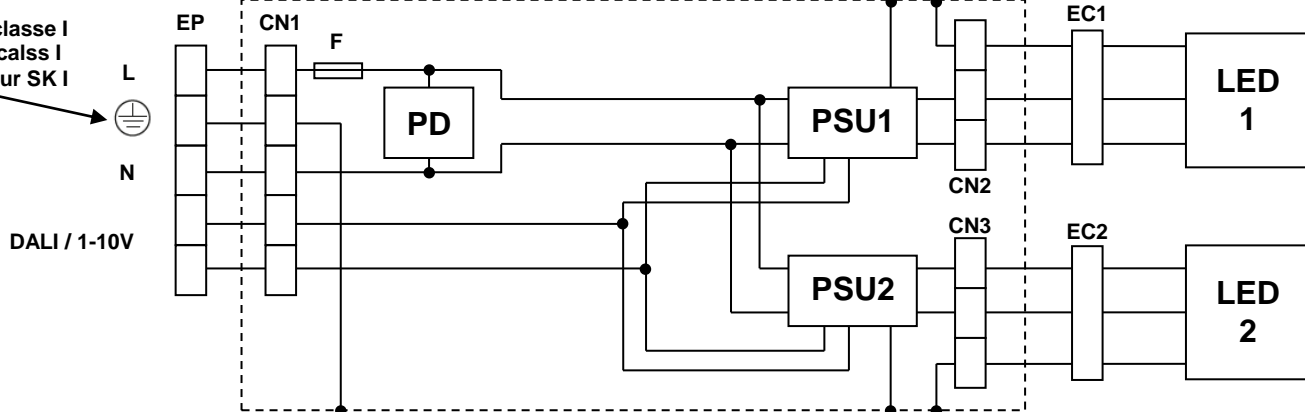 classe I
calss I
ur SK I
EP
CN1
F
L
N
DALI / 1-10V
PD
PSU1
PSU2
CN2
CN3
EC1
EC2
LED
1
LED
2